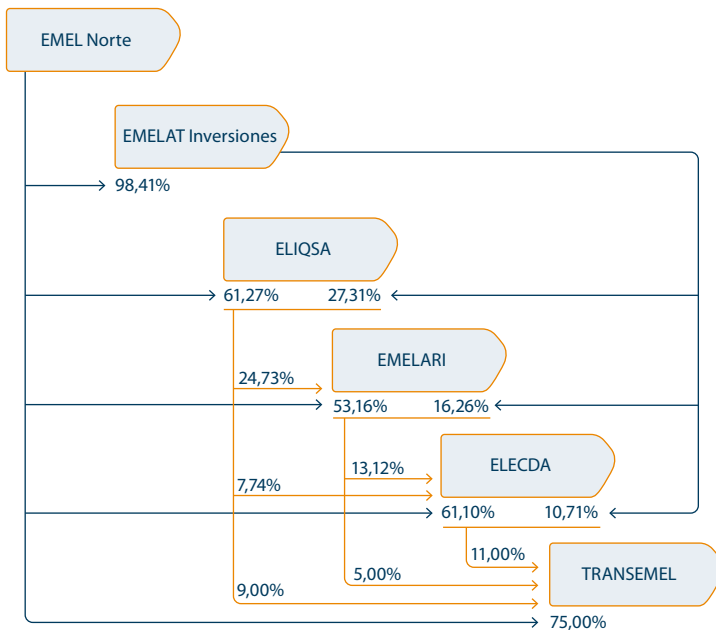 EMEL Norte
EMELAT Inversiones
98,41%
ELIQSA
61,27% 27,31%
EMELARI
24,73%
53,16% 16,26%
ELECDA
13,12%
7,74%
61,10% 10,71%
11,00%
TRANSEMEL
5,00%
9,00%
75,00%